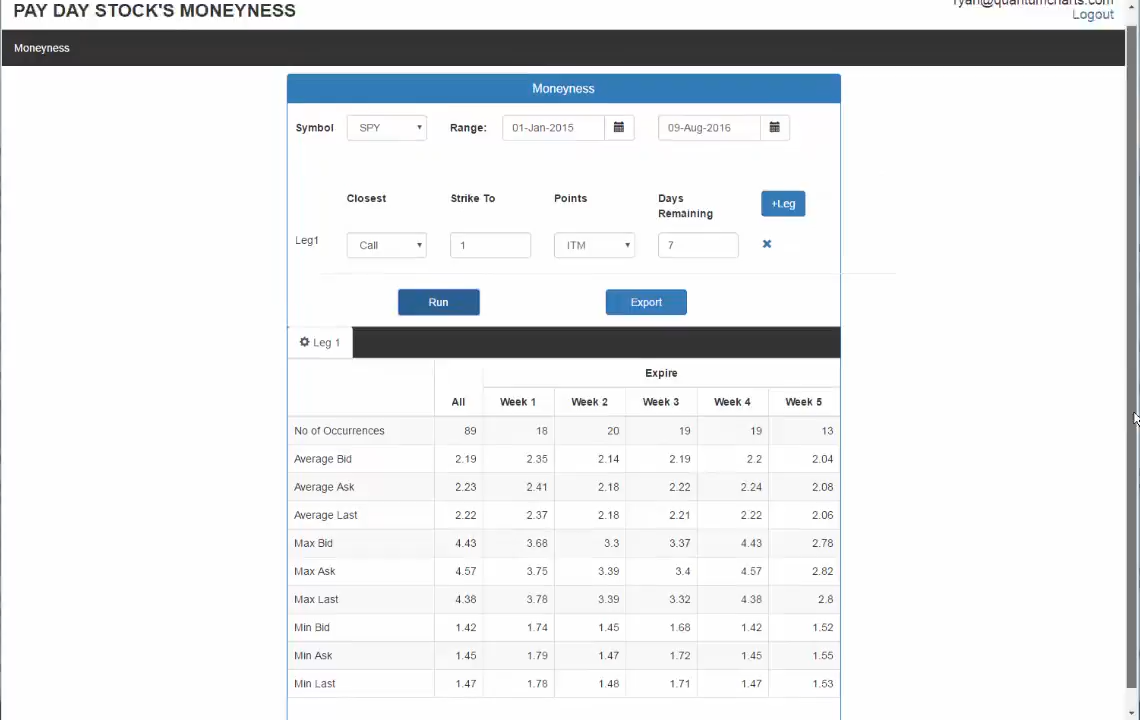 PAY DAY STOCK'S MONEYNESS
ryan@quantumcharts.com
Logout
Moneyness
Moneyness
Symbol SPY Range: 01-Jan-2015 09-Aug-2016
Closest Strike To Points Days Remaining +Leg
Leg1 Call 1 ITM 7
Run Export
Leg 1
Expire
All Week 1 Week 2 Week 3 Week 4 Week 5
No of Occurrences 89 18 20 19 19 13
Average Bid 2.19 2.35 2.14 2.19 2.2 2.04
Average Ask 2.23 2.41 2.18 2.22 2.24 2.08
Average Last 2.22 2.37 2.18 2.21 2.22 2.06
Max Bid 4.43 3.68 3.3 3.37 4.43 2.78
Max Ask 4.57 3.75 3.39 3.4 4.57 2.82
Max Last 4.38 3.78 3.39 3.32 4.38 2.8
Min Bid 1.42 1.74 1.45 1.68 1.42 1.52
Min Ask 1.45 1.79 1.47 1.72 1.45 1.55
Min Last 1.47 1.78 1.48 1.71 1.47 1.53